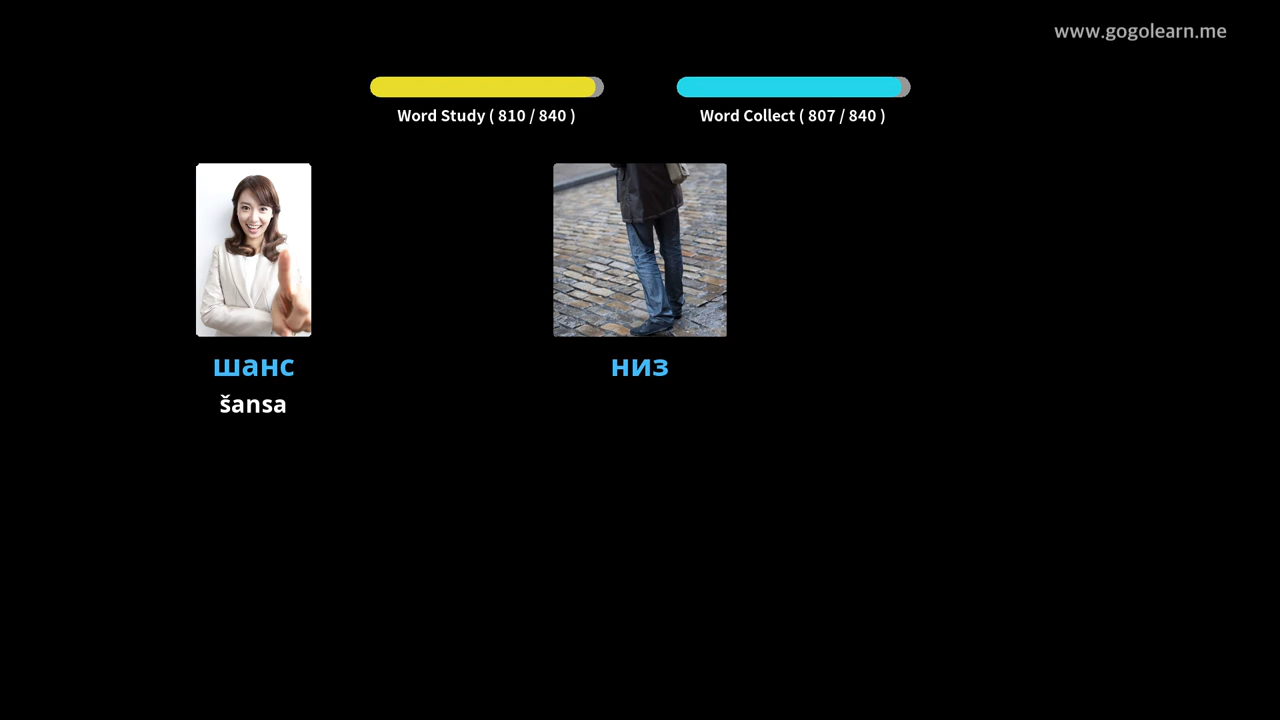 www.gogolearn.me
Word Study ( 810 / 840 )
Word Collect ( 807 / 840 )
шанс
šansa
низ